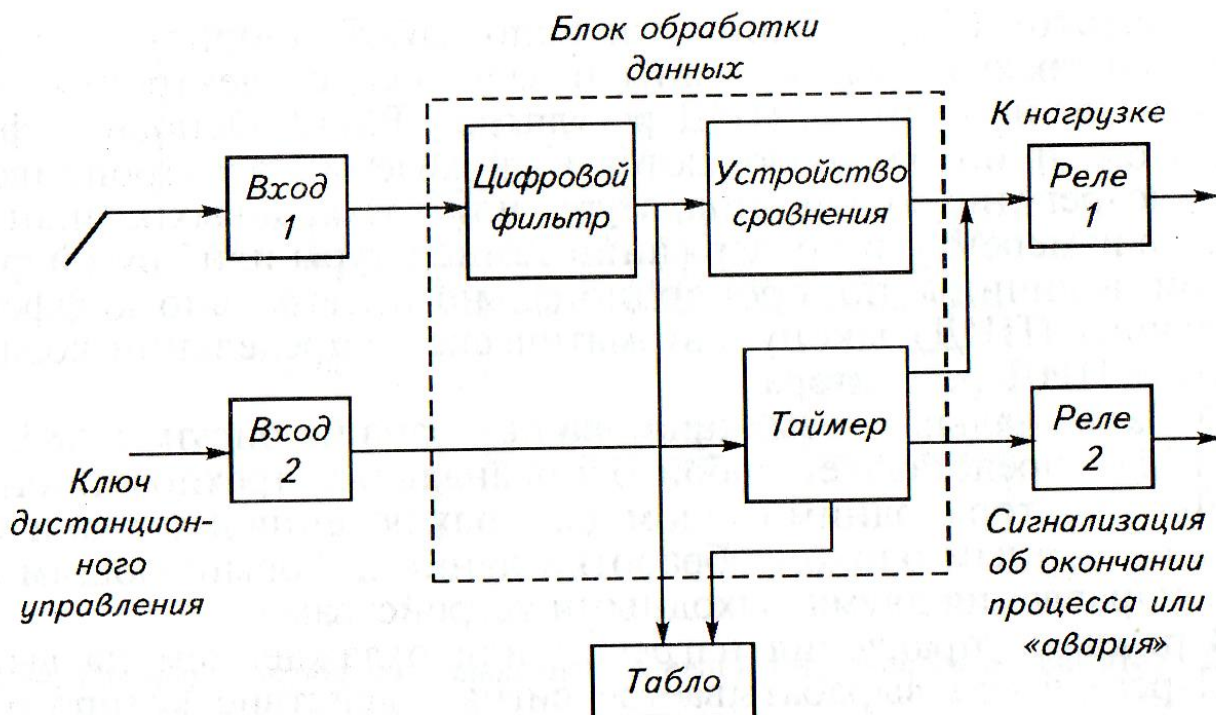 Блок обработки
данных
К нагрузке
Вход
1
Цифровой
фильтр
Устройство
сравнения
Реле
1
Вход
2
Таймер
Реле
2
Ключ
дистанцион-
ного
управления
Сигнализация
об окончании
процесса или
«авария»
Табло